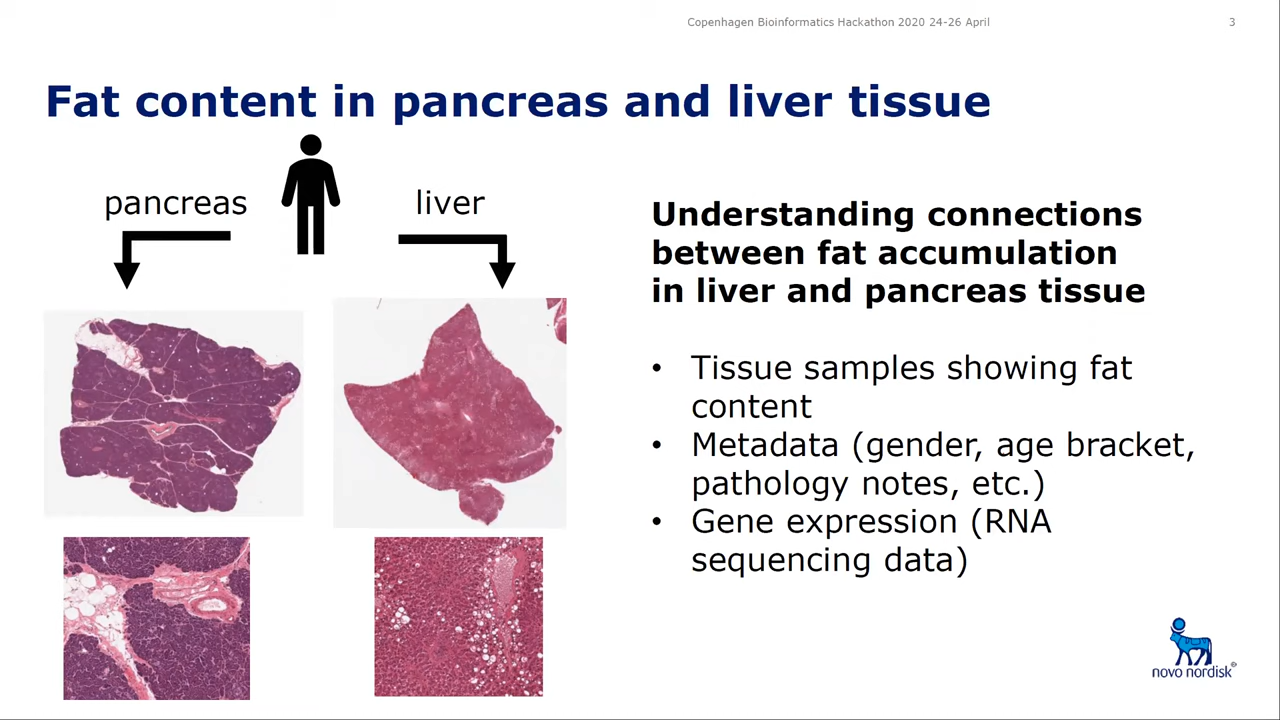 Copenhagen Bioinformatics Hackathon 2020 24-26 April
3
Fat content in pancreas and liver tissue
pancreas
liver
Understanding connections
between fat accumulation
in liver and pancreas tissue
• Tissue samples showing fat
content
• Metadata (gender, age bracket,
pathology notes, etc.)
• Gene expression (RNA
sequencing data)
novo nordisk®